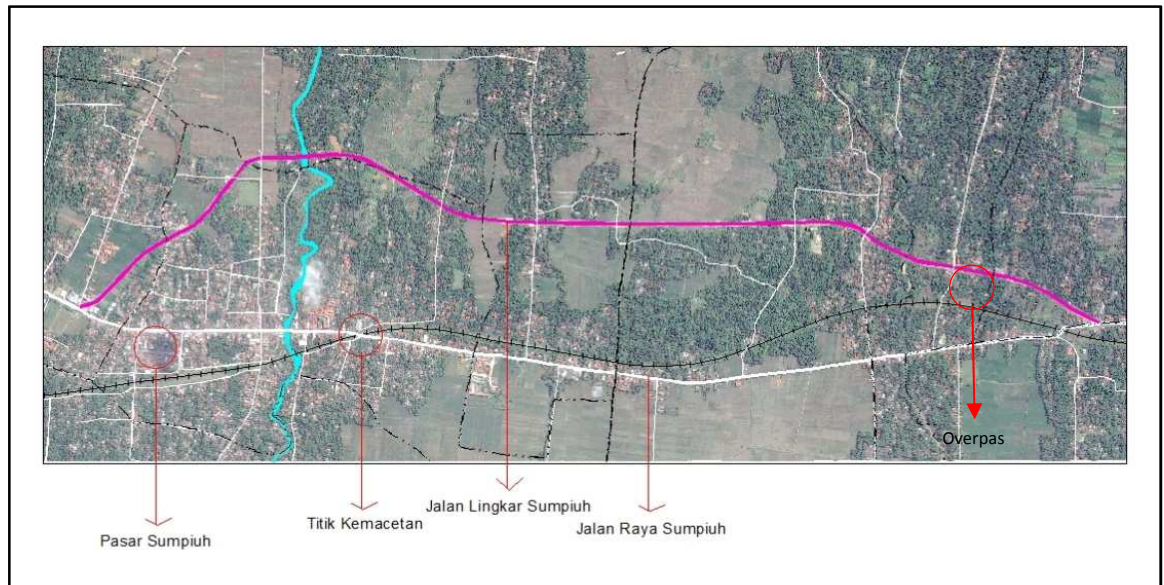 Overpas
Pasar Sumpiuh
Titik Kemacetan
Jalan Lingkar Sumpiuh
Jalan Raya Sumpiuh